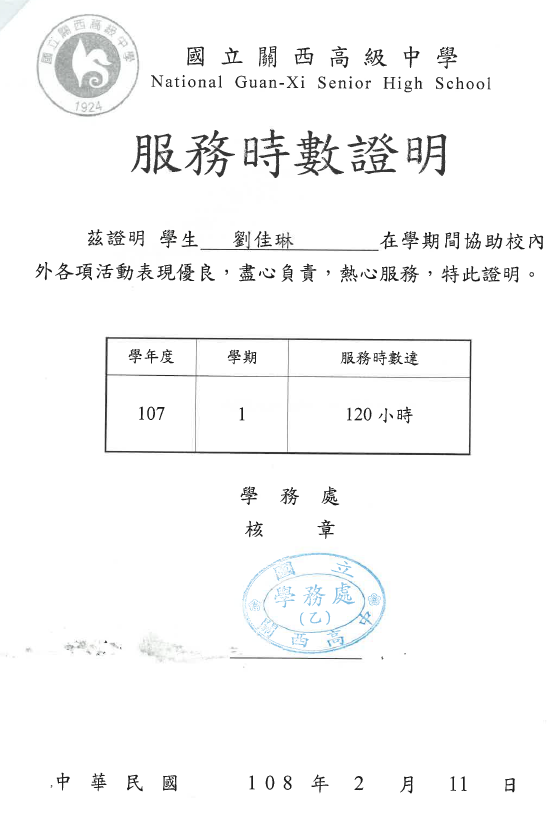 國立關西高級中學
1924
國立關西高級中學
National Guan-Xi Senior High School
服務時數證明
茲證明 學生 劉佳琳 在學期間協助校內
外各項活動表現優良，盡心負責，熱心服務，特此證明。
學年度 學期 服務時數達
107 1 120 小時
學務處
核章
國立
學務處
(乙)
關西高中
中華民國 108 年 2 月 11 日